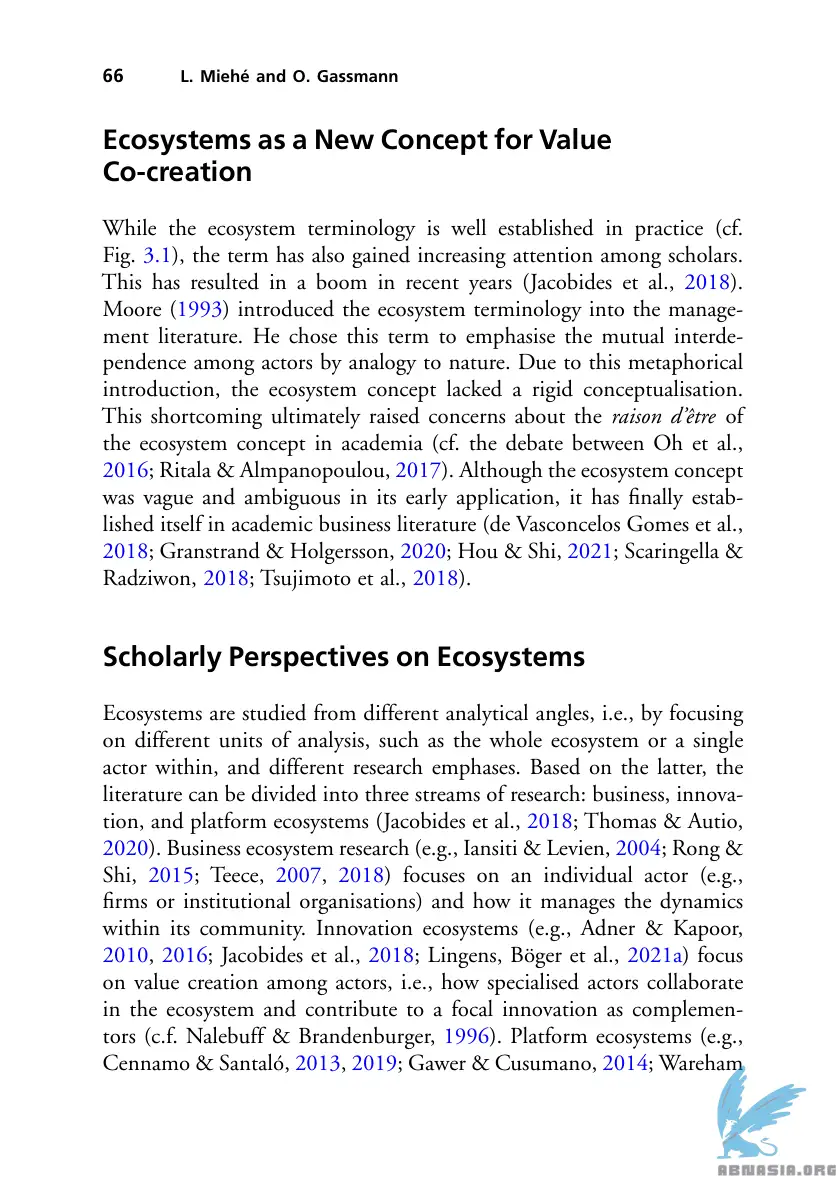 66 L. Miehé and O. Gassmann
Ecosystems as a New Concept for Value
Co-creation
While the ecosystem terminology is well established in practice (cf.
Fig. 3.1), the term has also gained increasing attention among scholars.
This has resulted in a boom in recent years (Jacobides et al., 2018).
Moore (1993) introduced the ecosystem terminology into the manage-
ment literature. He chose this term to emphasise the mutual interde-
pendence among actors by analogy to nature. Due to this metaphorical
introduction, the ecosystem concept lacked a rigid conceptualisation.
This shortcoming ultimately raised concerns about the raison d’être of
the ecosystem concept in academia (cf. the debate between Oh et al.,
2016; Ritala & Almpanopoulou, 2017). Although the ecosystem concept
was vague and ambiguous in its early application, it has finally estab-
lished itself in academic business literature (de Vasconcelos Gomes et al.,
2018; Granstrand & Holgersson, 2020; Hou & Shi, 2021; Scaringella &
Radziwon, 2018; Tsujimoto et al., 2018).
Scholarly Perspectives on Ecosystems
Ecosystems are studied from different analytical angles, i.e., by focusing
on different units of analysis, such as the whole ecosystem or a single
actor within, and different research emphases. Based on the latter, the
literature can be divided into three streams of research: business, innova-
tion, and platform ecosystems (Jacobides et al., 2018; Thomas & Autio,
2020). Business ecosystem research (e.g., Iansiti & Levien, 2004; Rong &
Shi, 2015; Teece, 2007, 2018) focuses on an individual actor (e.g.,
firms or institutional organisations) and how it manages the dynamics
within its community. Innovation ecosystems (e.g., Adner & Kapoor,
2010, 2016; Jacobides et al., 2018; Lingens, Böger et al., 2021a) focus
on value creation among actors, i.e., how specialised actors collaborate
in the ecosystem and contribute to a focal innovation as complemen-
tors (c.f. Nalebuff & Brandenburger, 1996). Platform ecosystems (e.g.,
Cennamo & Santaló, 2013, 2019; Gawer & Cusumano, 2014; Wareham
ABNASIA.ORG